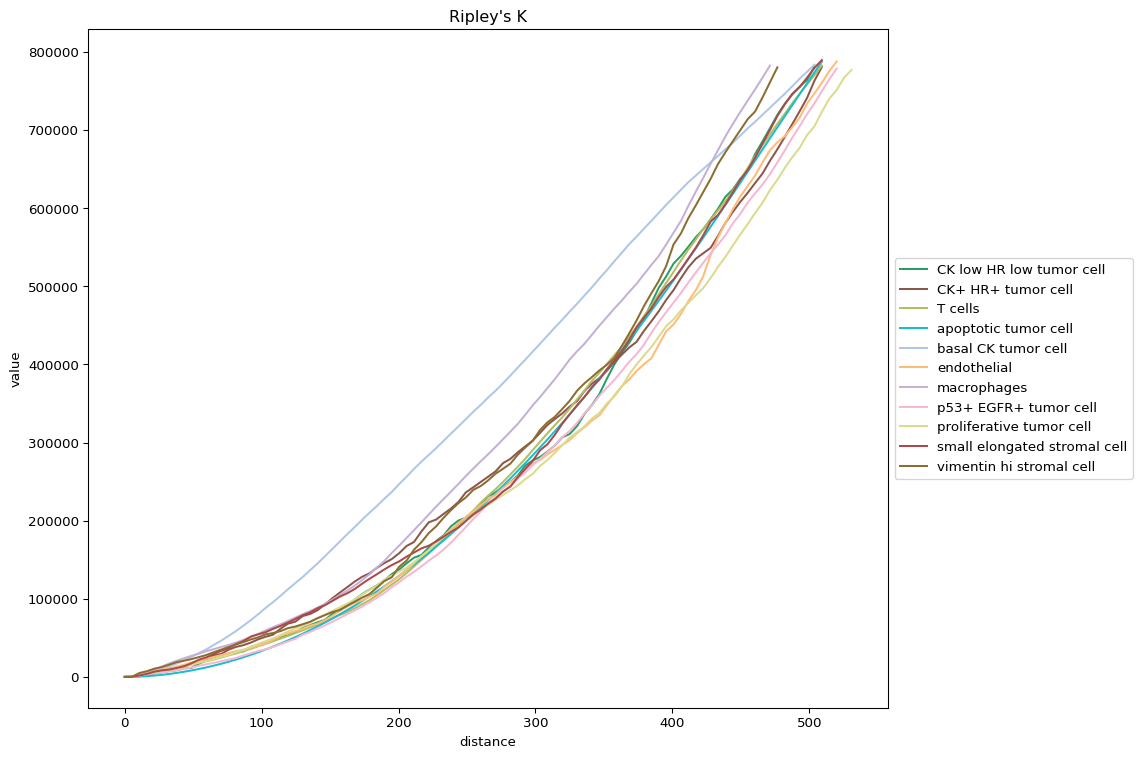 Ripley's K
800000
700000
600000
500000
400000
300000
200000
100000
0
value
0 100 200 300 400 500
distance
CK low HR low tumor cell
CK+ HR+ tumor cell
T cells
apoptotic tumor cell
basal CK tumor cell
endothelial
macrophages
p53+ EGFR+ tumor cell
proliferative tumor cell
small elongated stromal cell
vimentin hi stromal cell